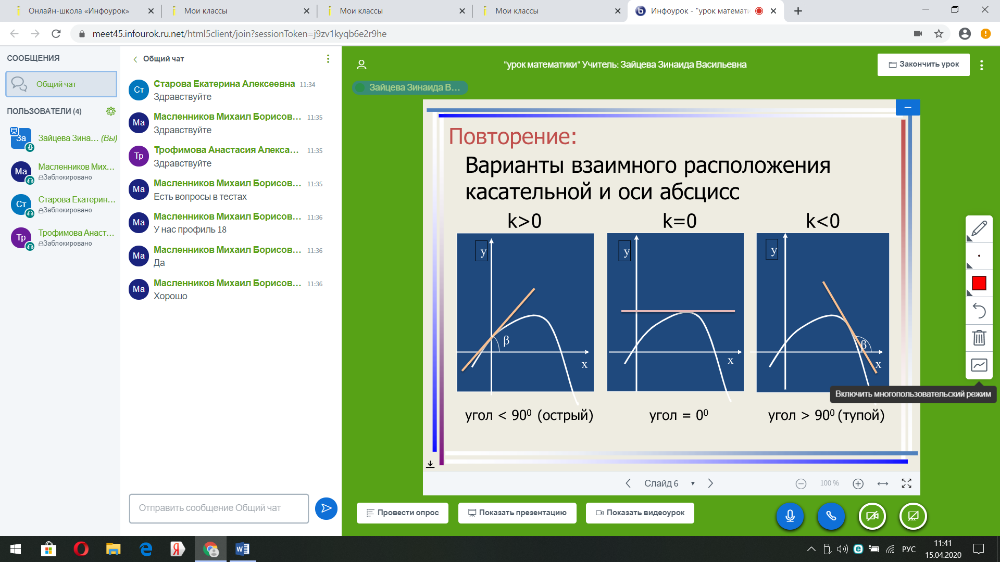 Онлайн-школа «Инфоурок»
Мои классы
Мои классы
Мои классы
Инфоурок - "урок математи
meet45.infourok.ru.net/html5client/join?sessionToken=j9zv1kyqb6e2r9he
СООБЩЕНИЯ
Общий чат
ПОЛЬЗОВАТЕЛИ (4)
За
Зайцева Зина... (Вы)
Ма
Масленников Мих...
Заблокировано
Ст
Старова Екатерин...
Заблокировано
Тр
Трофимова Анаст...
Заблокировано
Общий чат
Ст
Старова Екатерина Алексеевна 11:34
Здравствуйте
Ма
Масленников Михаил Борисов... 11:35
Здравствуйте
Тр
Трофимова Анастасия Алекса... 11:35
Здравствуйте
Ма
Масленников Михаил Борисов... 11:35
Есть вопросы в тестах
Ма
Масленников Михаил Борисов... 11:36
У нас профиль 18
Ма
Масленников Михаил Борисов... 11:36
Да
Ма
Масленников Михаил Борисов... 11:36
Хорошо
Отправить сообщение Общий чат
"урок математики" Учитель: Зайцева Зинаида Васильевна
Закончить урок
Зайцева Зинаида В...
Повторение:
Варианты взаимного расположения
касательной и оси абсцисс
k>0
k=0
k<0
y
β
x
y
x
y
β
x
угол < 90⁰ (острый)
угол = 0⁰
угол > 90⁰ (тупой)
Включить многопользовательский режим
Слайд 6
100 %
Провести опрос
Показать презентацию
Показать видеоурок
РУС
11:41
15.04.2020